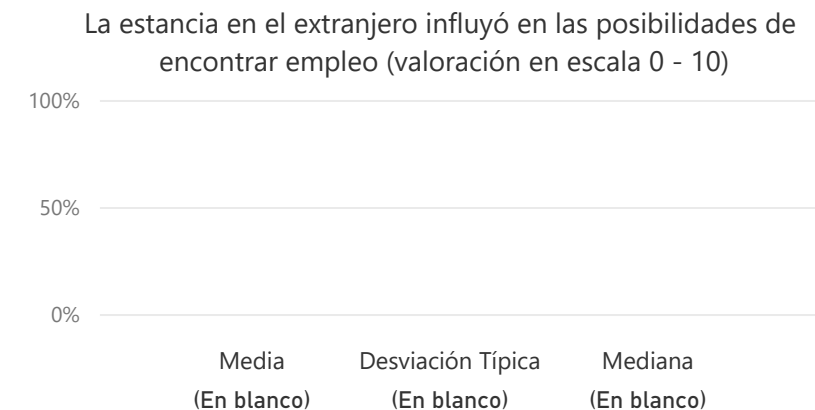 La estancia en el extranjero influyó en las posibilidades de
encontrar empleo (valoración en escala 0 - 10)
100%
50%
0%
Media Desviación Típica Mediana
(En blanco) (En blanco) (En blanco)